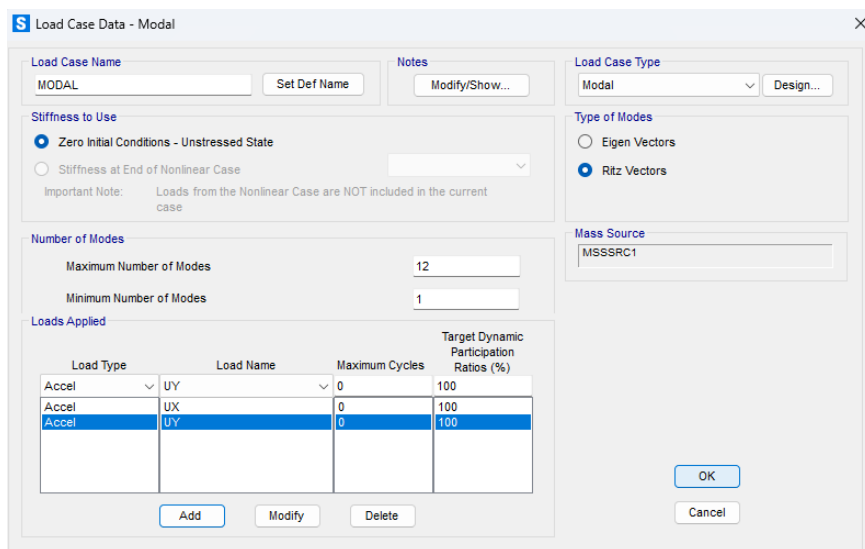 S Load Case Data - Modal
Load Case Name
MODAL
Set Def Name
Notes
Modify/Show...
Load Case Type
Modal
Design...
Stiffness to Use
Zero Initial Conditions - Unstressed State
Stiffness at End of Nonlinear Case
Important Note: Loads from the Nonlinear Case are NOT included in the current
case
Type of Modes
Eigen Vectors
Ritz Vectors
Number of Modes
Maximum Number of Modes 12
Minimum Number of Modes 1
Mass Source
MSSSRC1
Loads Applied
Load Type
Load Name
Maximum Cycles
Target Dynamic
Participation
Ratios (%)
Accel UY 0 100
Accel UX 0 100
Accel UY 0 100
Add
Modify
Delete
OK
Cancel